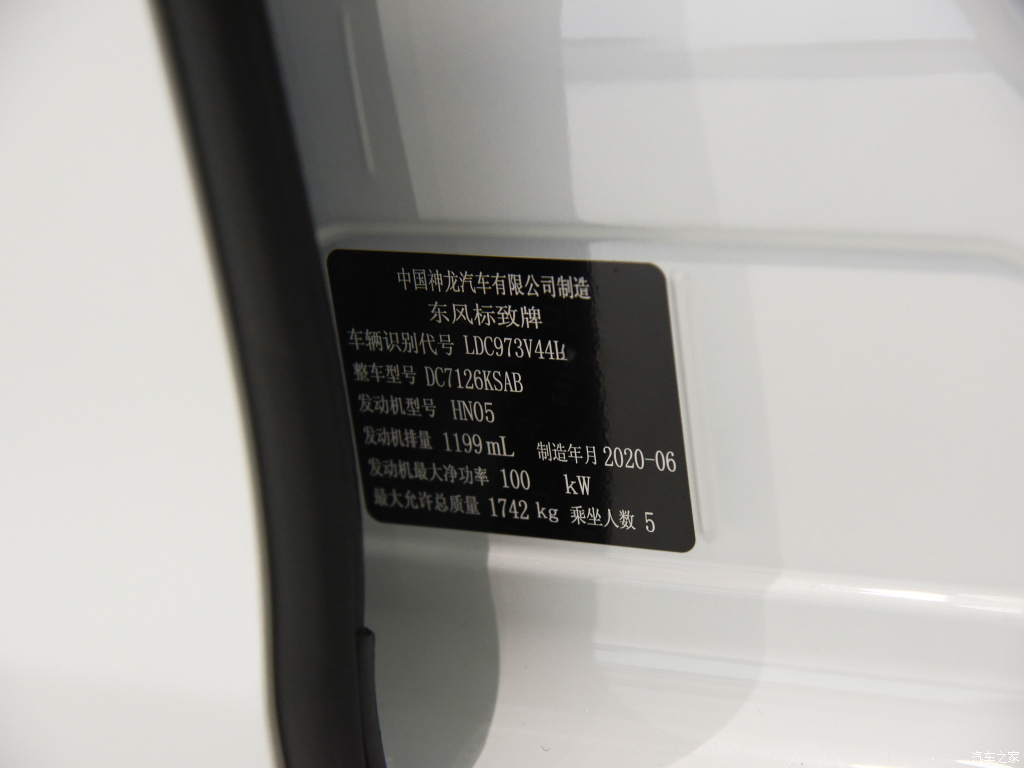 中国神龙汽车有限公司制造
东风标致牌
车辆识别代号 LDC973V44
整车型号 DC7126KSAB
发动机型号 HN05
发动机排量 1199 mL 制造年月 2020-06
发动机最大净功率 100 kW
最大允许总质量 1742 kg 乘坐人数 5
汽车之家